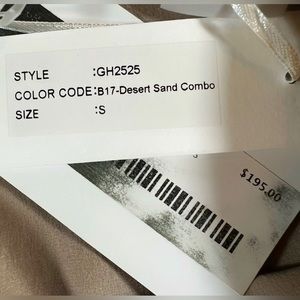 STYLE :GH2525
COLOR CODE:B17-Desert Sand Combo
SIZE :S
$195.00